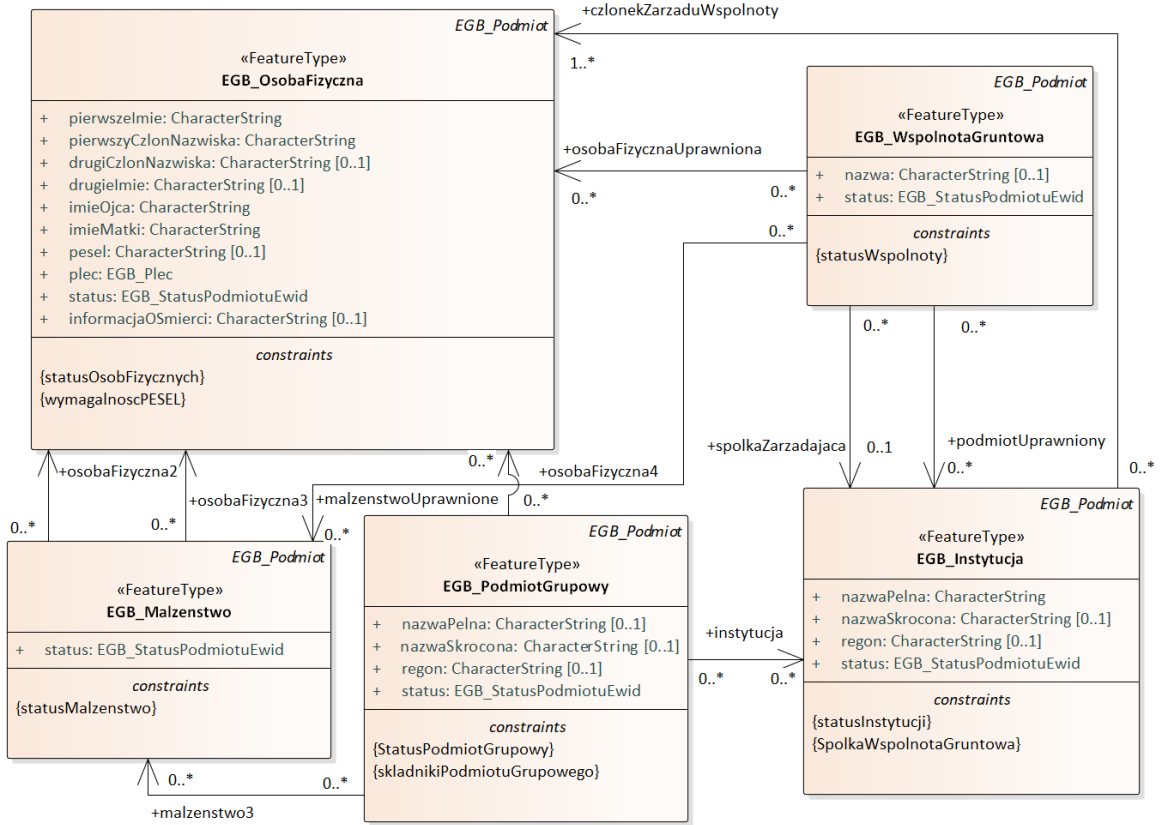 +członekZarzaduWspolnoty
1..*
EGB_Podmiot
«FeatureType»
EGB_OsobaFizyczna
+ pierwszeImie: CharacterString
+ pierwszyCzlonNazwiska: CharacterString
+ drugiCzlonNazwiska: CharacterString [0..1]
+ drugieImie: CharacterString [0..1]
+ imieOjca: CharacterString
+ imieMatki: CharacterString
+ pesel: CharacterString [0..1]
+ plec: EGB_Plec
+ status: EGB_StatusPodmiotuEwid
+ informacjaOSmierci: CharacterString [0..1]
constraints
{statusOsobFizycznych}
{wymagalnoscPESEL}
EGB_Podmiot
«FeatureType»
EGB_WspolnotaGruntowa
+ nazwa: CharacterString [0..1]
+ status: EGB_StatusPodmiotuEwid
constraints
{statusWspolnoty}
+osobaFizycznaUprawniona
0..*
0..*
0..*
0..*
0..*
+spolkaZarzadajaca
0..1
+podmiotUprawniony
0..*
0..*
+osobaFizyczna2
0..*
+osobaFizyczna3
0..*
0..*
+osobaFizyczna4
0..*
+malzenstwoUprawnione
0..*
EGB_Podmiot
«FeatureType»
EGB_Malzenstwo
+ status: EGB_StatusPodmiotuEwid
constraints
{statusMalzenstwo}
EGB_Podmiot
«FeatureType»
EGB_PodmiotGrupowy
+ nazwaPelna: CharacterString [0..1]
+ nazwaSkrocona: CharacterString [0..1]
+ regon: CharacterString [0..1]
+ status: EGB_StatusPodmiotuEwid
constraints
{StatusPodmiotGrupowy}
{skladnikiPodmiotuGrupowego}
+instytucja
0..*
0..*
EGB_Podmiot
«FeatureType»
EGB_Instytucja
+ nazwaPelna: CharacterString
+ nazwaSkrocona: CharacterString [0..1]
+ regon: CharacterString [0..1]
+ status: EGB_StatusPodmiotuEwid
constraints
{statusInstytucji}
{SpolkaWspolnotaGruntowa}
0..*
0..*
+malzenstwo3